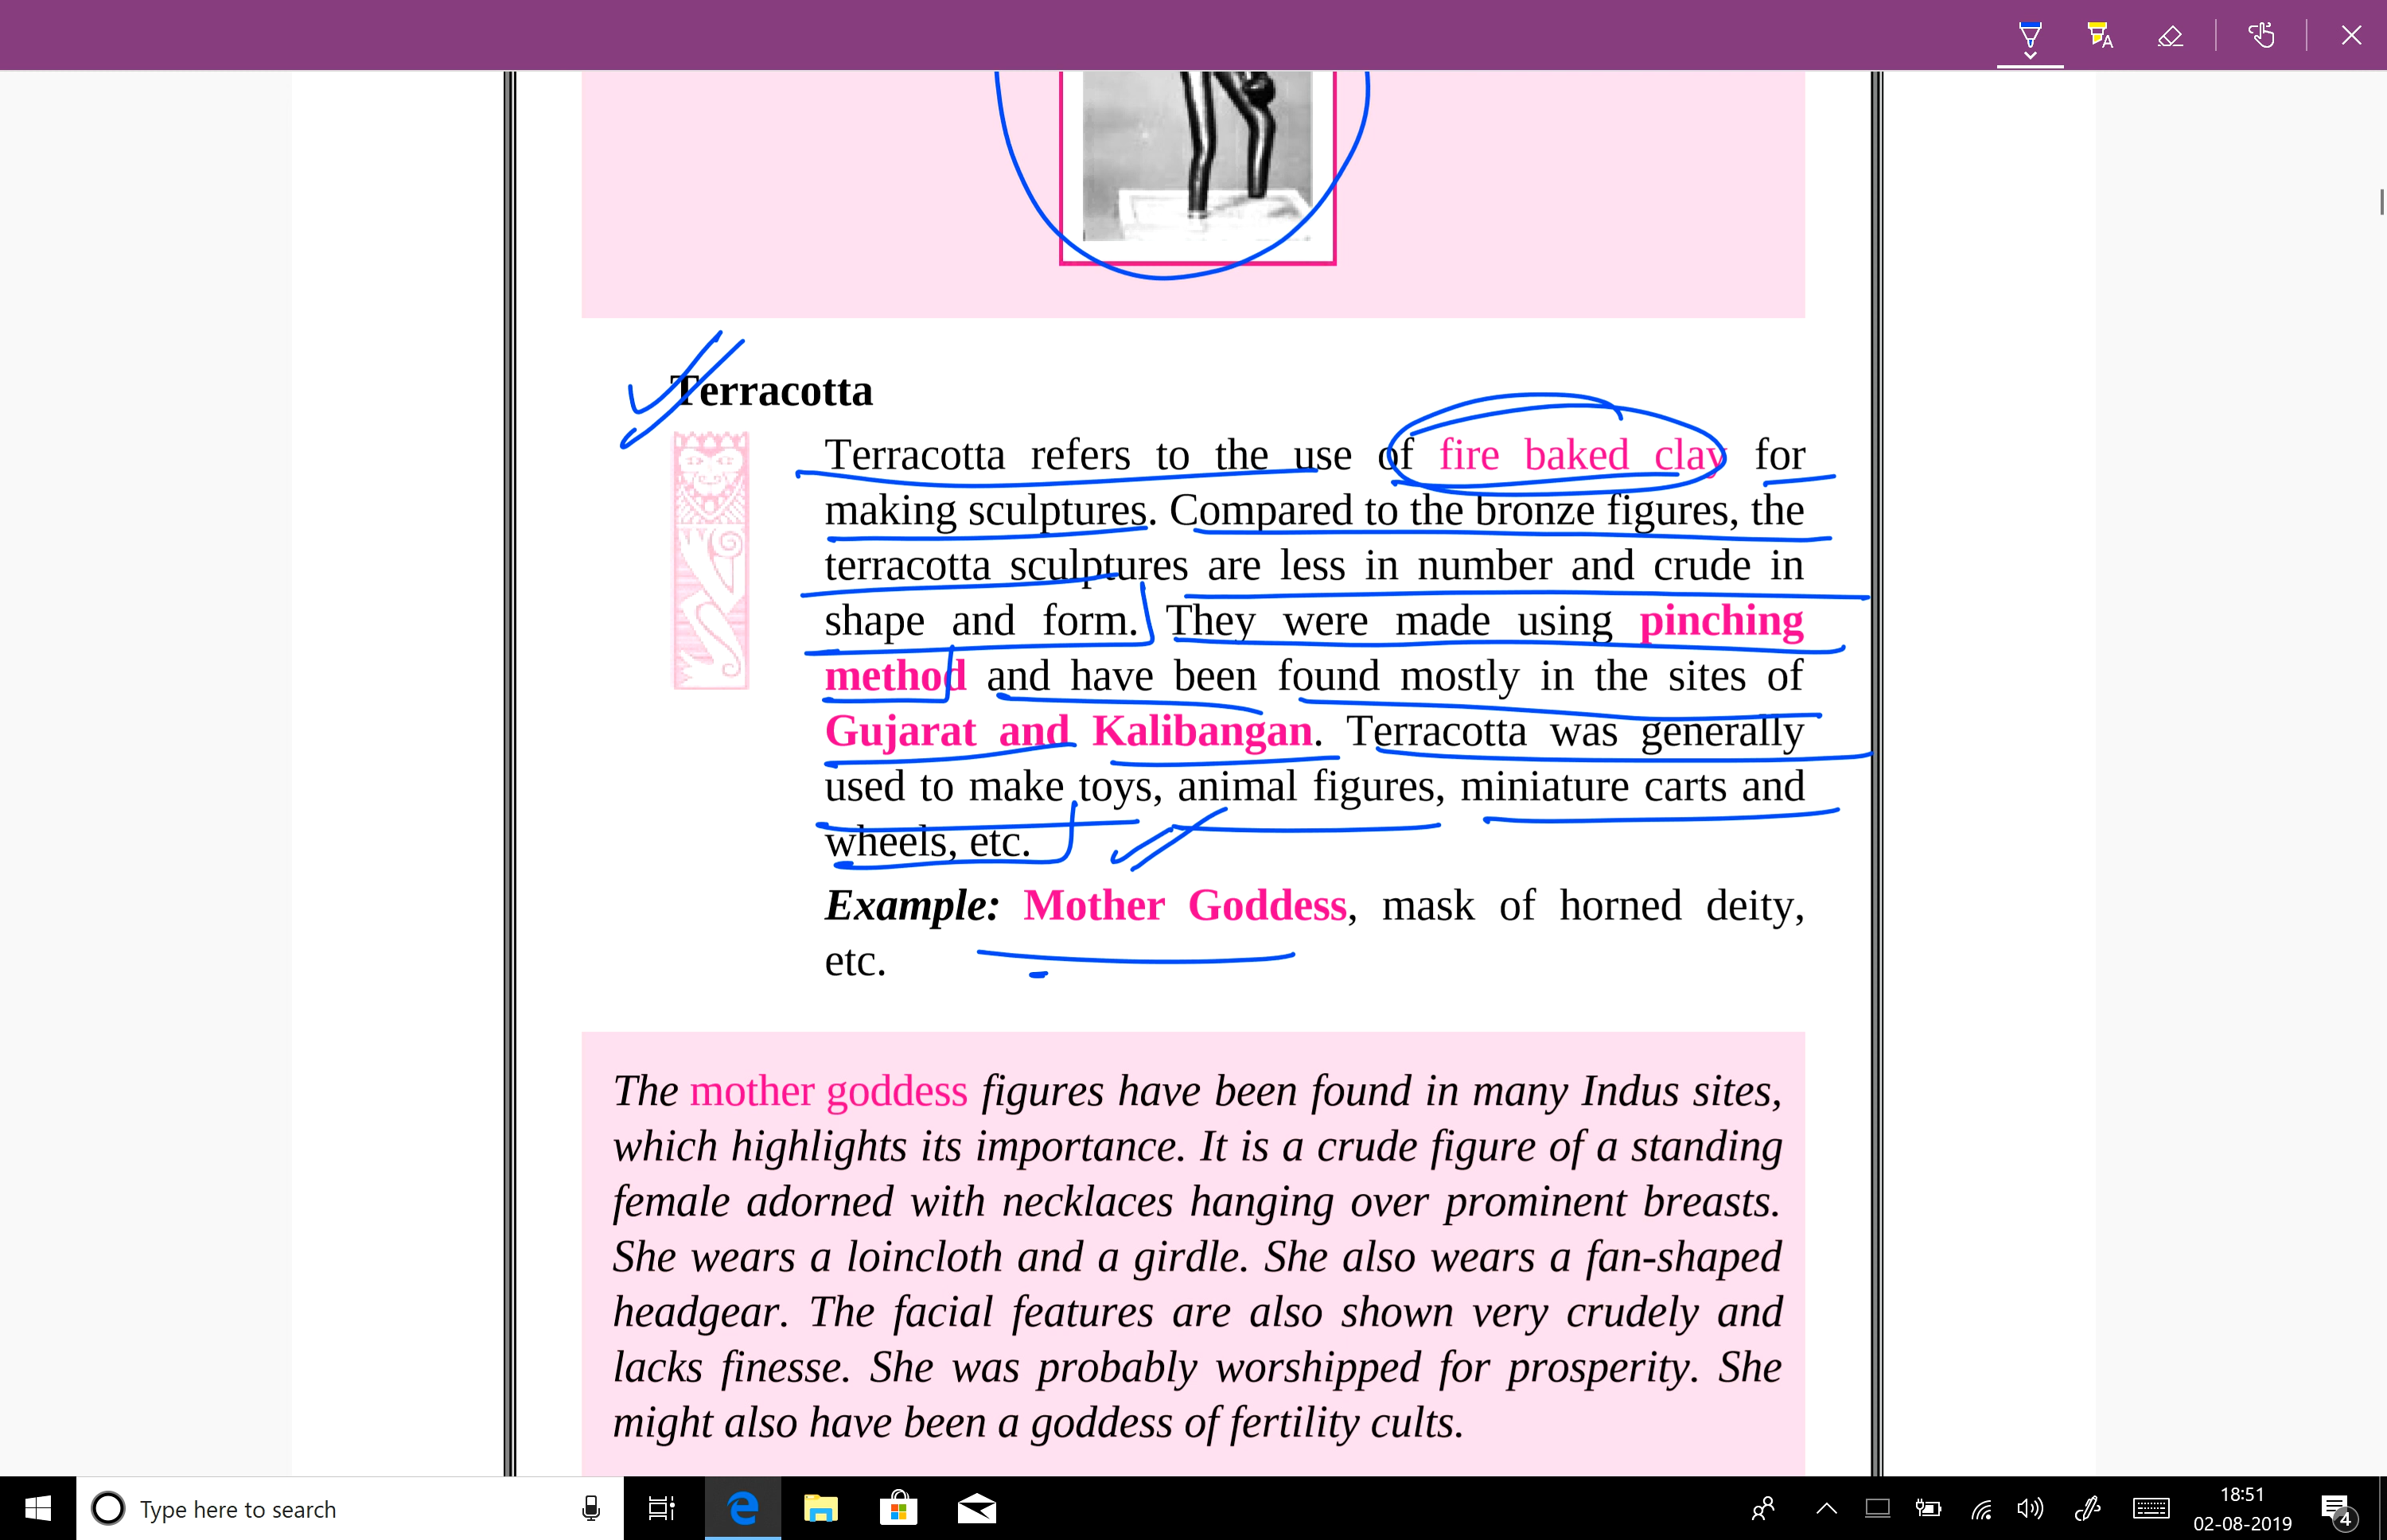 Terracotta
Terracotta refers to the use of fire baked clay for
making sculptures. Compared to the bronze figures, the
terracotta sculptures are less in number and crude in
shape and form. They were made using pinching
method and have been found mostly in the sites of
Gujarat and Kalibangan. Terracotta was generally
used to make toys, animal figures, miniature carts and
wheels, etc.
Example: Mother Goddess, mask of horned deity,
etc.
The mother goddess figures have been found in many Indus sites,
which highlights its importance. It is a crude figure of a standing
female adorned with necklaces hanging over prominent breasts.
She wears a loincloth and a girdle. She also wears a fan-shaped
headgear. The facial features are also shown very crudely and
lacks finesse. She was probably worshipped for prosperity. She
might also have been a goddess of fertility cults.
Type here to search
18:51
02-08-2019
4